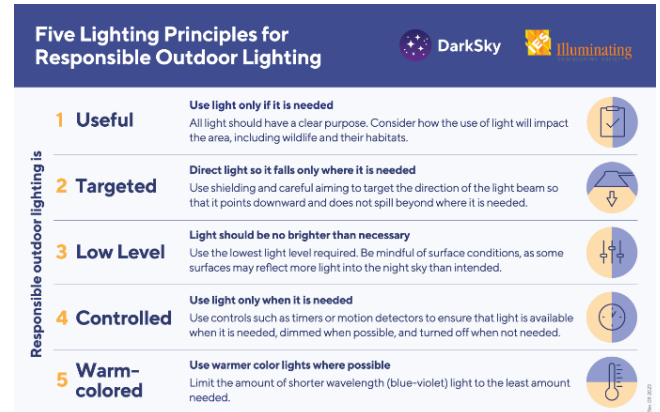 Five Lighting Principles for
Responsible Outdoor Lighting
DarkSky
IES
Illuminating
ENGINEERING SOCIETY
Responsible outdoor lighting is
1 Useful
Use light only if it is needed
All light should have a clear purpose. Consider how the use of light will impact
the area, including wildlife and their habitats.
2 Targeted
Direct light so it falls only where it is needed
Use shielding and careful aiming to target the direction of the light beam so
that it points downward and does not spill beyond where it is needed.
3 Low Level
Light should be no brighter than necessary
Use the lowest light level required. Be mindful of surface conditions, as some
surfaces may reflect more light into the night sky than intended.
4 Controlled
Use light only when it is needed
Use controls such as timers or motion detectors to ensure that light is available
when it is needed, dimmed when possible, and turned off when not needed.
5 Warm-
colored
Use warmer color lights where possible
Limit the amount of shorter wavelength (blue-violet) light to the least amount
needed.